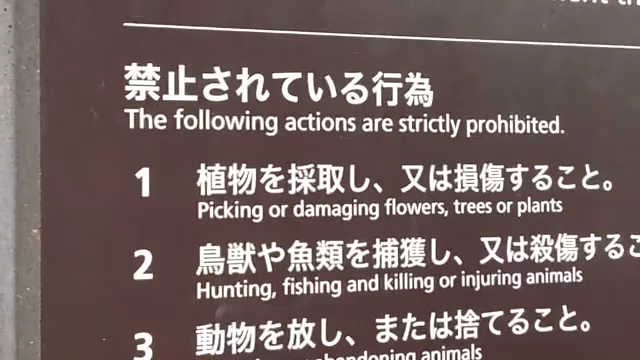 禁止されている行為
The following actions are strictly prohibited.
1 植物を採取し、又は損傷すること。
Picking or damaging flowers, trees or plants
2 鳥獣や魚類を捕獲し、又は殺傷するこ
Hunting, fishing and killing or injuring animals
3 動物を放し、または捨てること。
abandoning animals